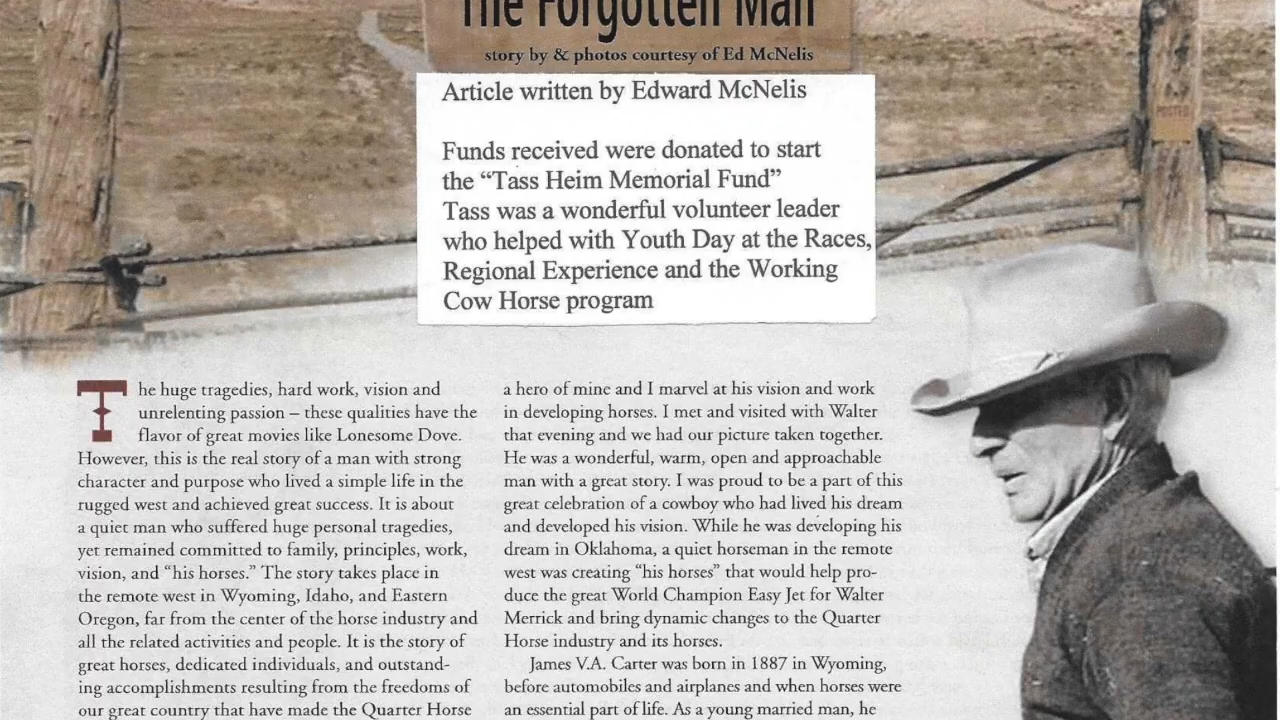 The Forgotten Man
story by & photos courtesy of Ed McNelis
Article written by Edward McNelis
Funds received were donated to start
the “Tass Heim Memorial Fund”
Tass was a wonderful volunteer leader
who helped with Youth Day at the Races,
Regional Experience and the Working
Cow Horse program
POSTED
The huge tragedies, hard work, vision and
unrelenting passion – these qualities have the
flavor of great movies like Lonesome Dove.
However, this is the real story of a man with strong
character and purpose who lived a simple life in the
rugged west and achieved great success. It is about
a quiet man who suffered huge personal tragedies,
yet remained committed to family, principles, work,
vision, and “his horses.” The story takes place in
the remote west in Wyoming, Idaho, and Eastern
Oregon, far from the center of the horse industry and
all the related activities and people. It is the story of
great horses, dedicated individuals, and outstand-
ing accomplishments resulting from the freedoms of
our great country that have made the Quarter Horse
a hero of mine and I marvel at his vision and work
in developing horses. I met and visited with Walter
that evening and we had our picture taken together.
He was a wonderful, warm, open and approachable
man with a great story. I was proud to be a part of this
great celebration of a cowboy who had lived his dream
and developed his vision. While he was developing his
dream in Oklahoma, a quiet horseman in the remote
west was creating “his horses” that would help pro-
duce the great World Champion Easy Jet for Walter
Merrick and bring dynamic changes to the Quarter
Horse industry and its horses.
James V.A. Carter was born in 1887 in Wyoming,
before automobiles and airplanes and when horses were
an essential part of life. As a young married man, he